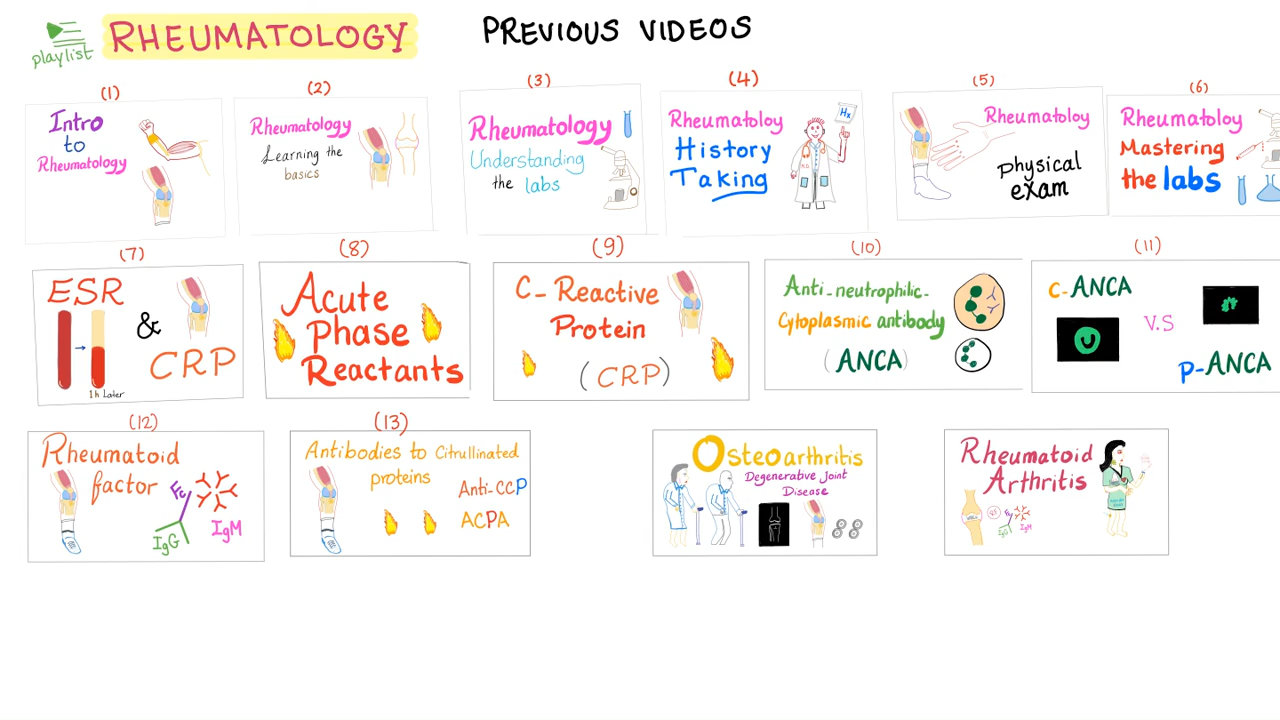 playlist
RHEUMATOLOGY
PREVIOUS VIDEOS
(1)
Intro
to
Rheumatology
(2)
Rheumatology
Learning the
basics
(3)
Rheumatology
Understanding
the labs
(4)
Rheumatoloy
History
Taking
Hx
(5)
Rheumatoloy
physical
exam
(6)
Rheumatoloy
Mastering
the labs
(7)
ESR
&
CRP
1h Later
(8)
Acute
Phase
Reactants
(9)
C-Reactive
Protein
(CRP)
(10)
Anti-neutrophilic-
Cytoplasmic antibody
(ANCA)
(11)
C-ANCA
V.S
P-ANCA
(12)
Rheumatoid
factor
Fc
IgG
IgM
(13)
Antibodies to Citrullinated
proteins
Anti-CCP
ACPA
Osteoarthritis
Degenerative Joint
Disease
Rheumatoid
Arthritis
IgG
IgM